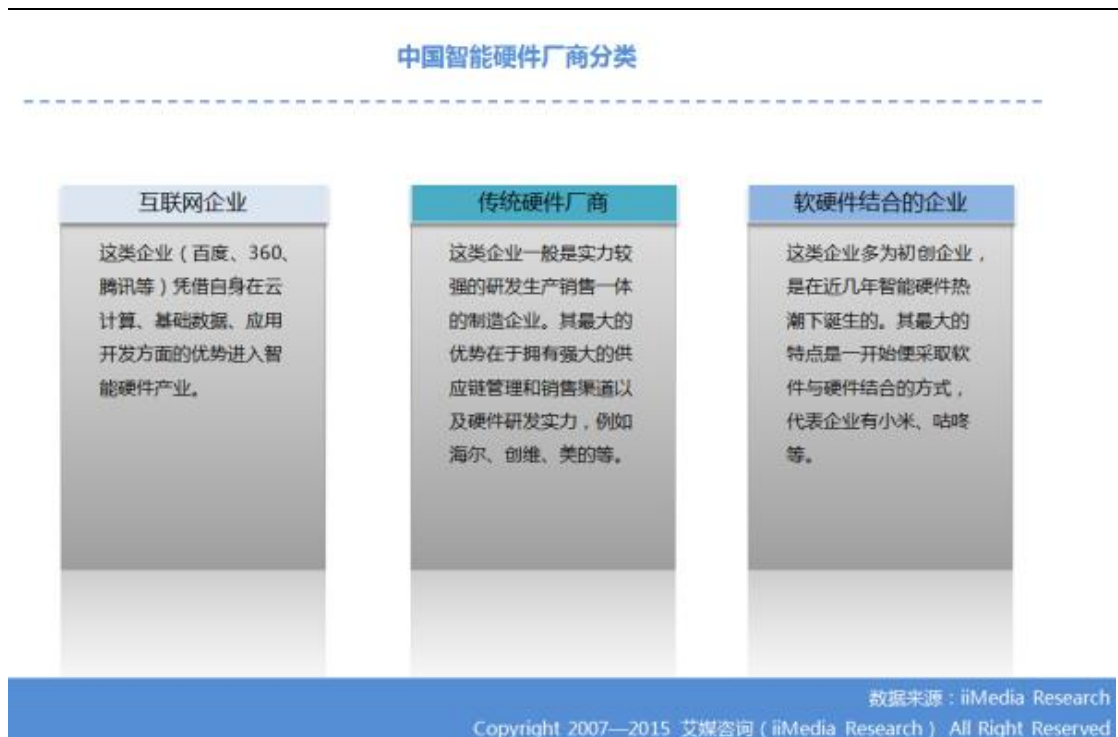 中国智能硬件厂商分类
互联网企业
这类企业（百度、360、
腾讯等）凭借自身在云
计算、基础数据、应用
开发方面的优势进入智
能硬件产业。
传统硬件厂商
这类企业一般是实力较
强的研发生产销售一体
的制造企业。其最大的
优势在于拥有强大的供
应链管理和销售渠道以
及硬件研发实力，例如
海尔、创维、美的等。
软硬件结合的企业
这类企业多为初创企业，
是在近几年智能硬件热
潮下诞生的。其最大的
特点是一开始便采取软
件与硬件结合的方式，
代表企业有小米、咕咚
等。
数据来源：iiMedia Research
Copyright 2007—2015 艾媒咨询（iiMedia Research） All Right Reserved